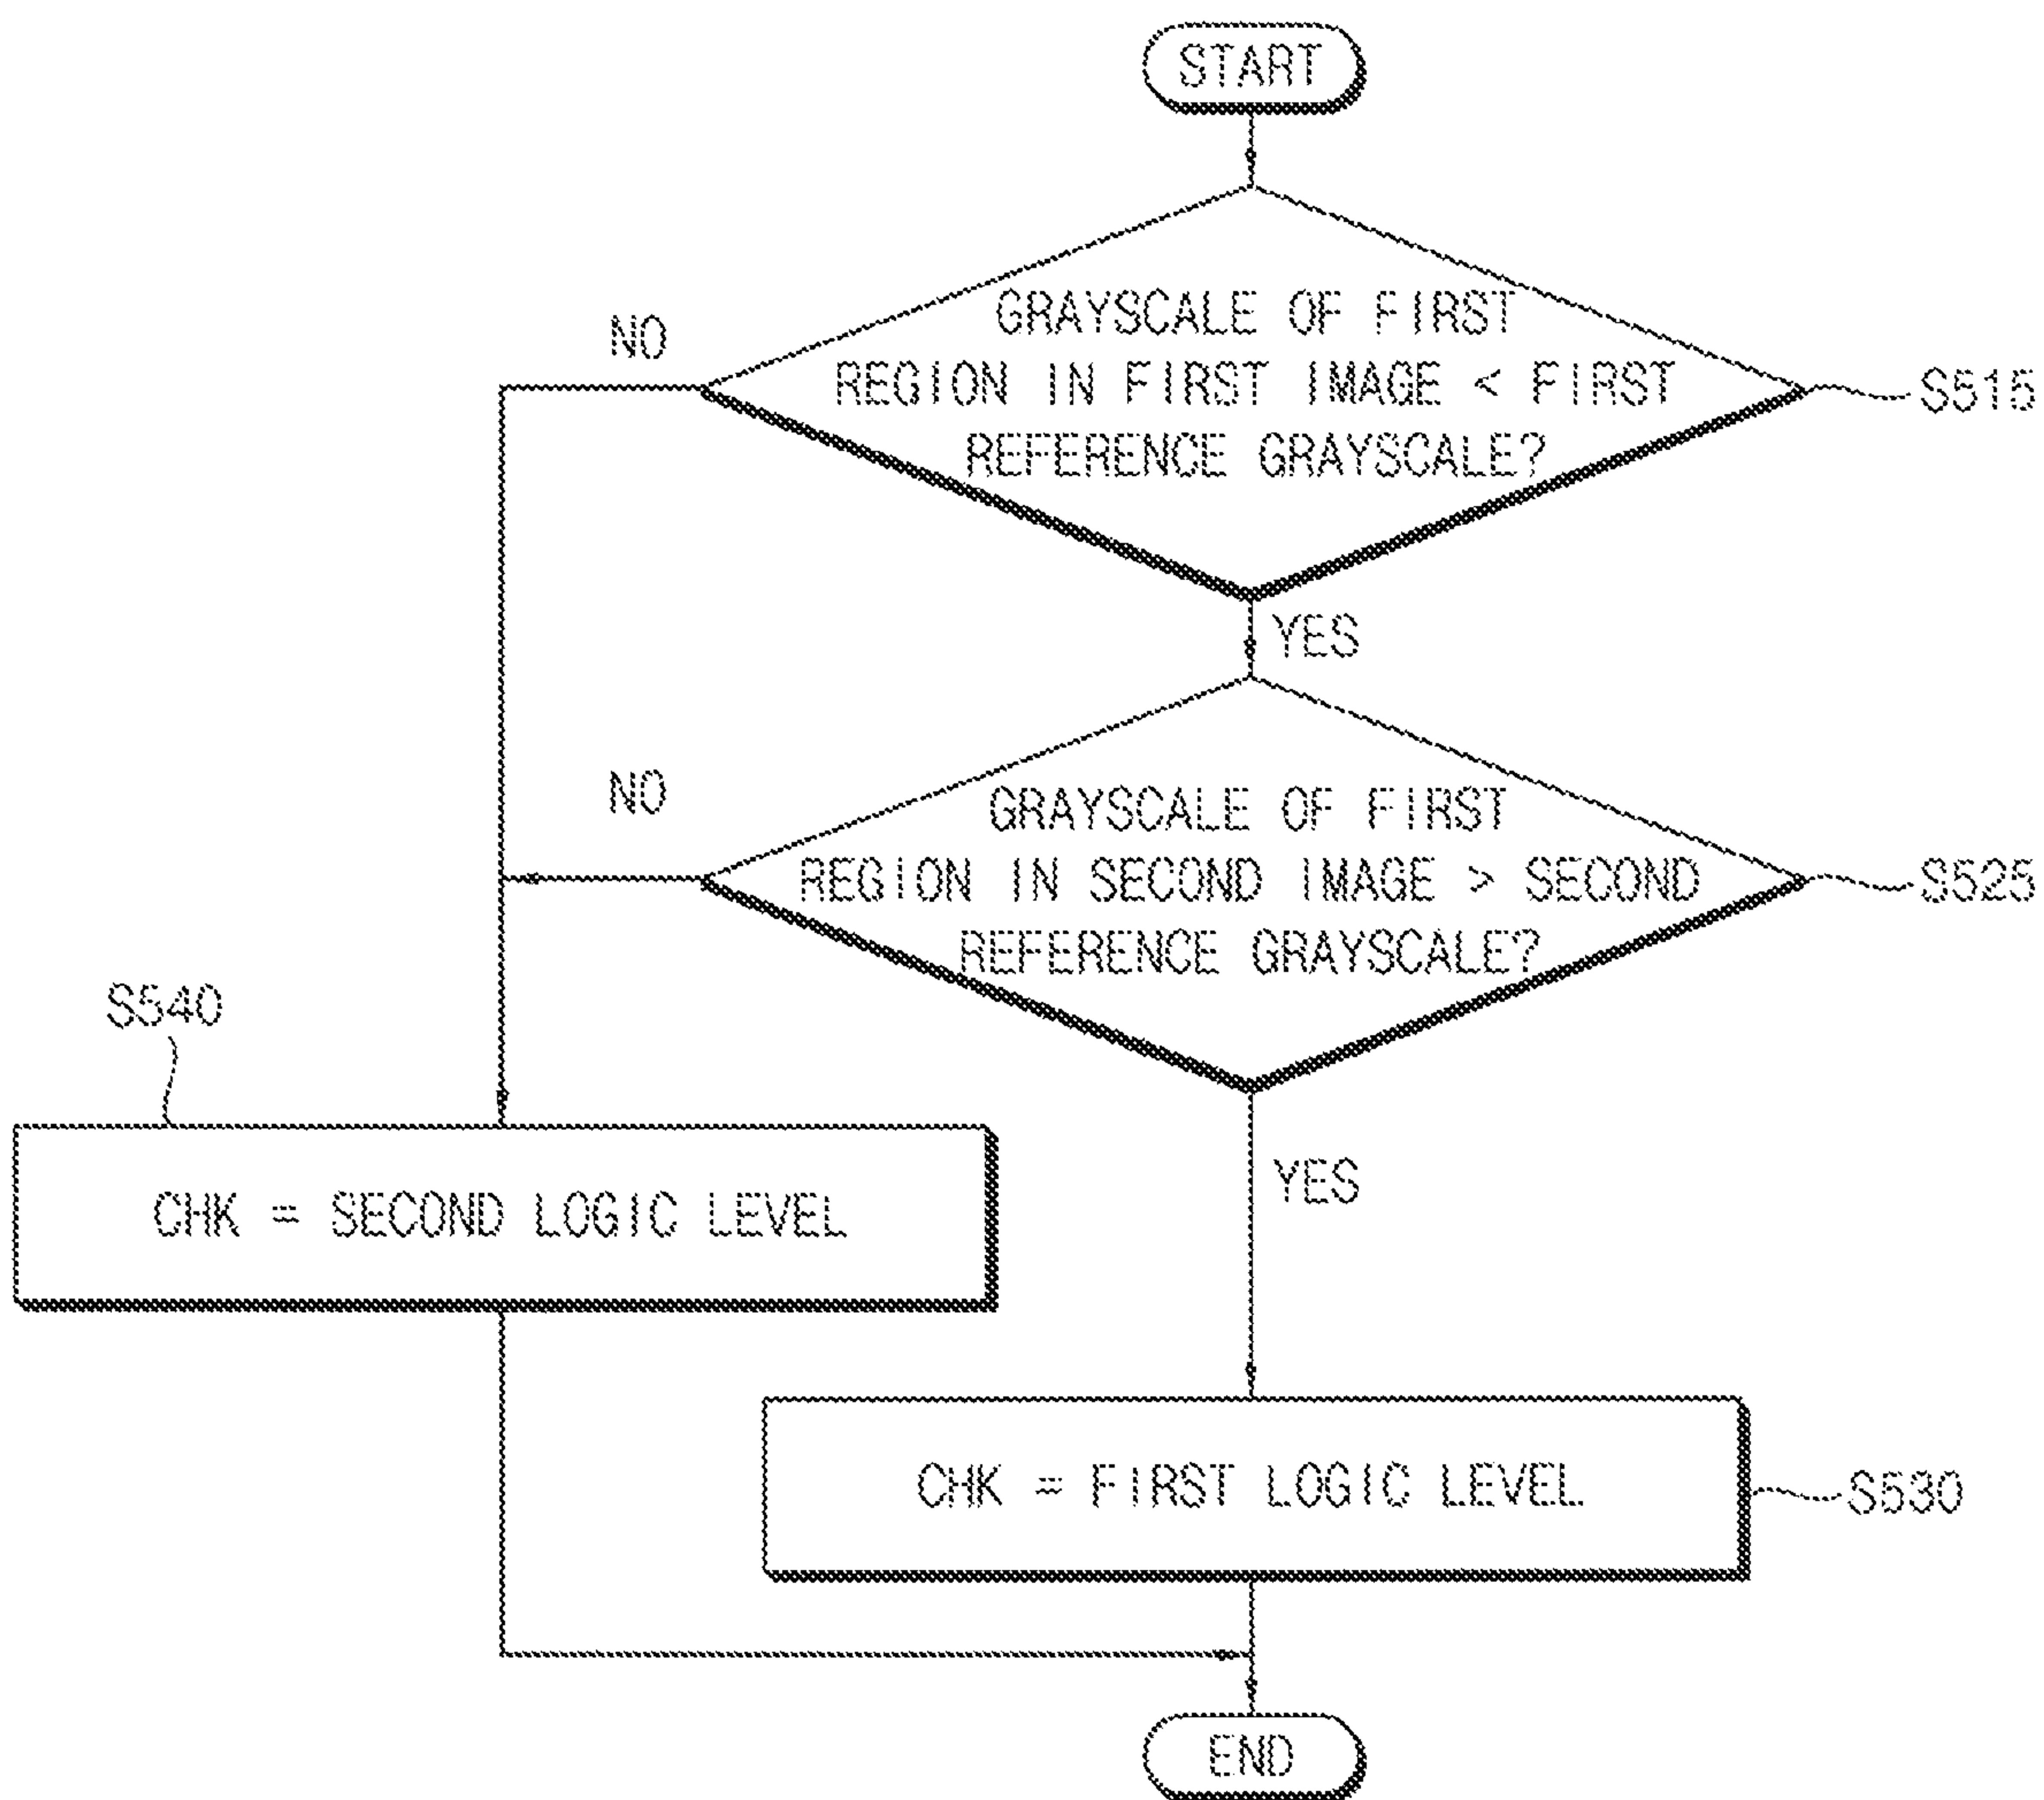 START
GRAYSCALE OF FIRST
REGION IN FIRST IMAGE < FIRST
REFERENCE GRAYSCALE?
NO
S515
YES
GRAYSCALE OF FIRST
REGION IN SECOND IMAGE > SECOND
REFERENCE GRAYSCALE?
NO
S525
S540
CHK = SECOND LOGIC LEVEL
YES
CHK = FIRST LOGIC LEVEL
S530
END